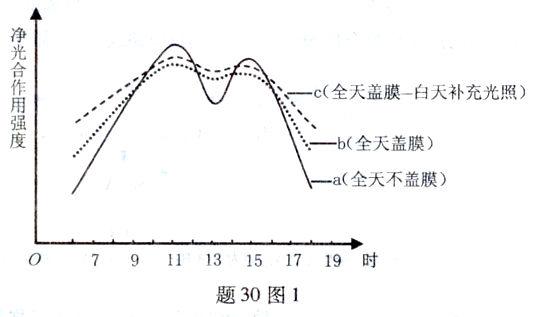 净光合作用强度
c(全天盖膜—白天补充光照)
b(全天盖膜)
a(全天不盖膜)
O 7 9 11 13 15 17 19 时
题30图1